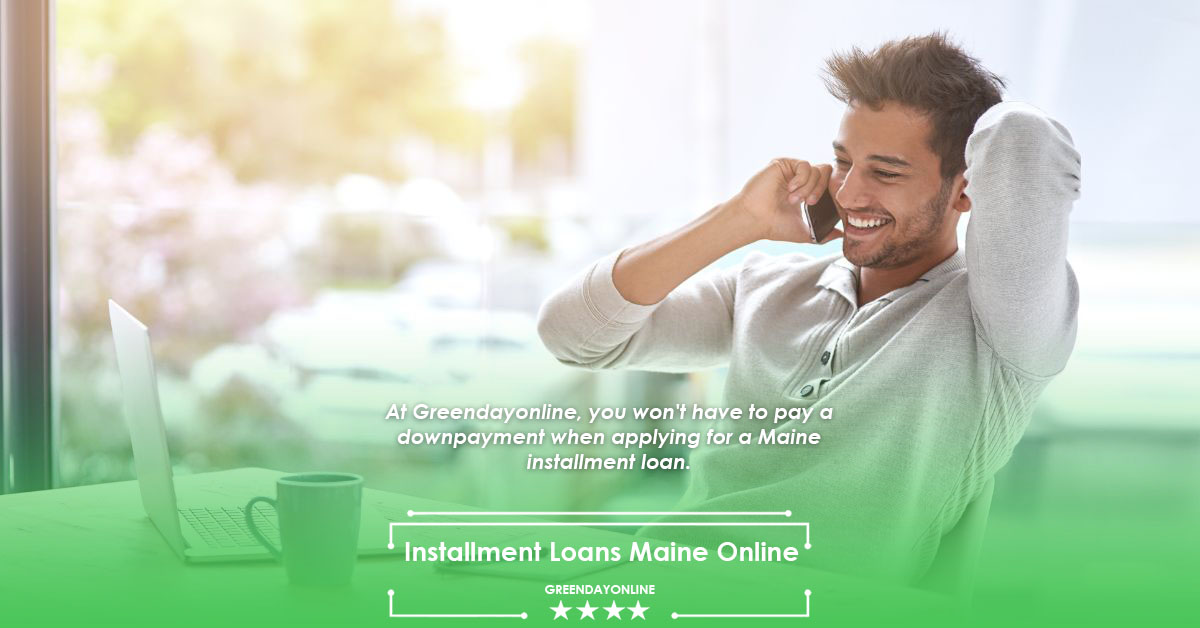 At Greendayonline, you won't have to pay a
downpayment when applying for a Maine
installment loan.
Installment Loans Maine Online
GREENDAYONLINE